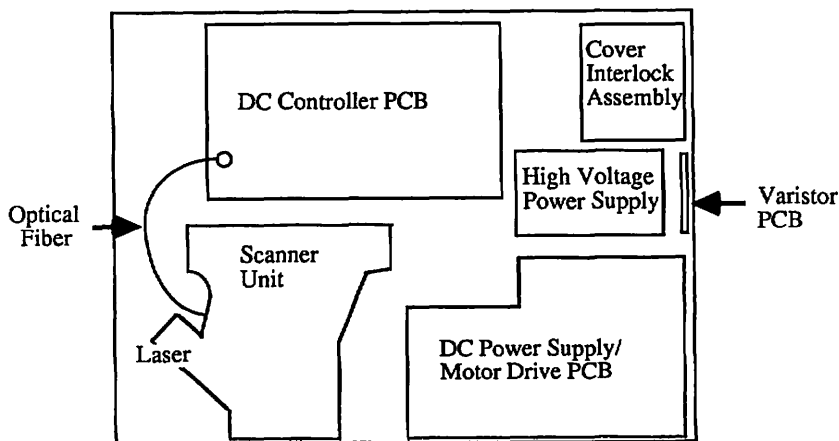 Cover
Interlock
Assembly
DC Controller PCB
High Voltage
Power Supply
Varistor
PCB
Optical
Fiber
Scanner
Unit
Laser
DC Power Supply/
Motor Drive PCB